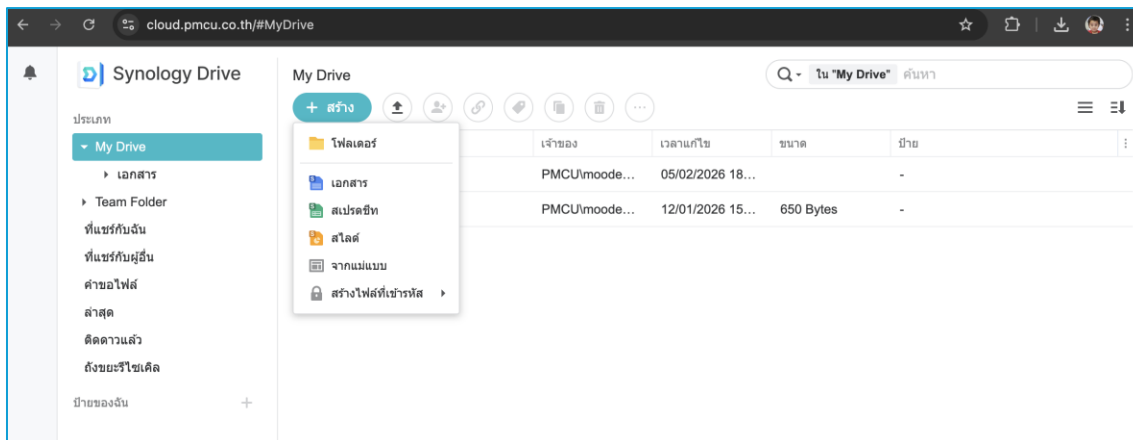 cloud.pmcu.co.th/#MyDrive
Synology Drive
ประเภท
My Drive
เอกสาร
Team Folder
ที่แชร์กับฉัน
ที่แชร์กับผู้อื่น
คำขอไฟล์
ล่าสุด
ติดดาวแล้ว
ถังขยะรีไซเคิล
ป้ายของฉัน
My Drive
ใน "My Drive" ค้นหา
+ สร้าง
โฟลเดอร์
เอกสาร
สเปรดชีท
สไลด์
จากแม่แบบ
สร้างไฟล์ที่เข้ารหัส
เจ้าของ เวลาแก้ไข ขนาด ป้าย
PMCU\moode... 05/02/2026 18... -
PMCU\moode... 12/01/2026 15... 650 Bytes -